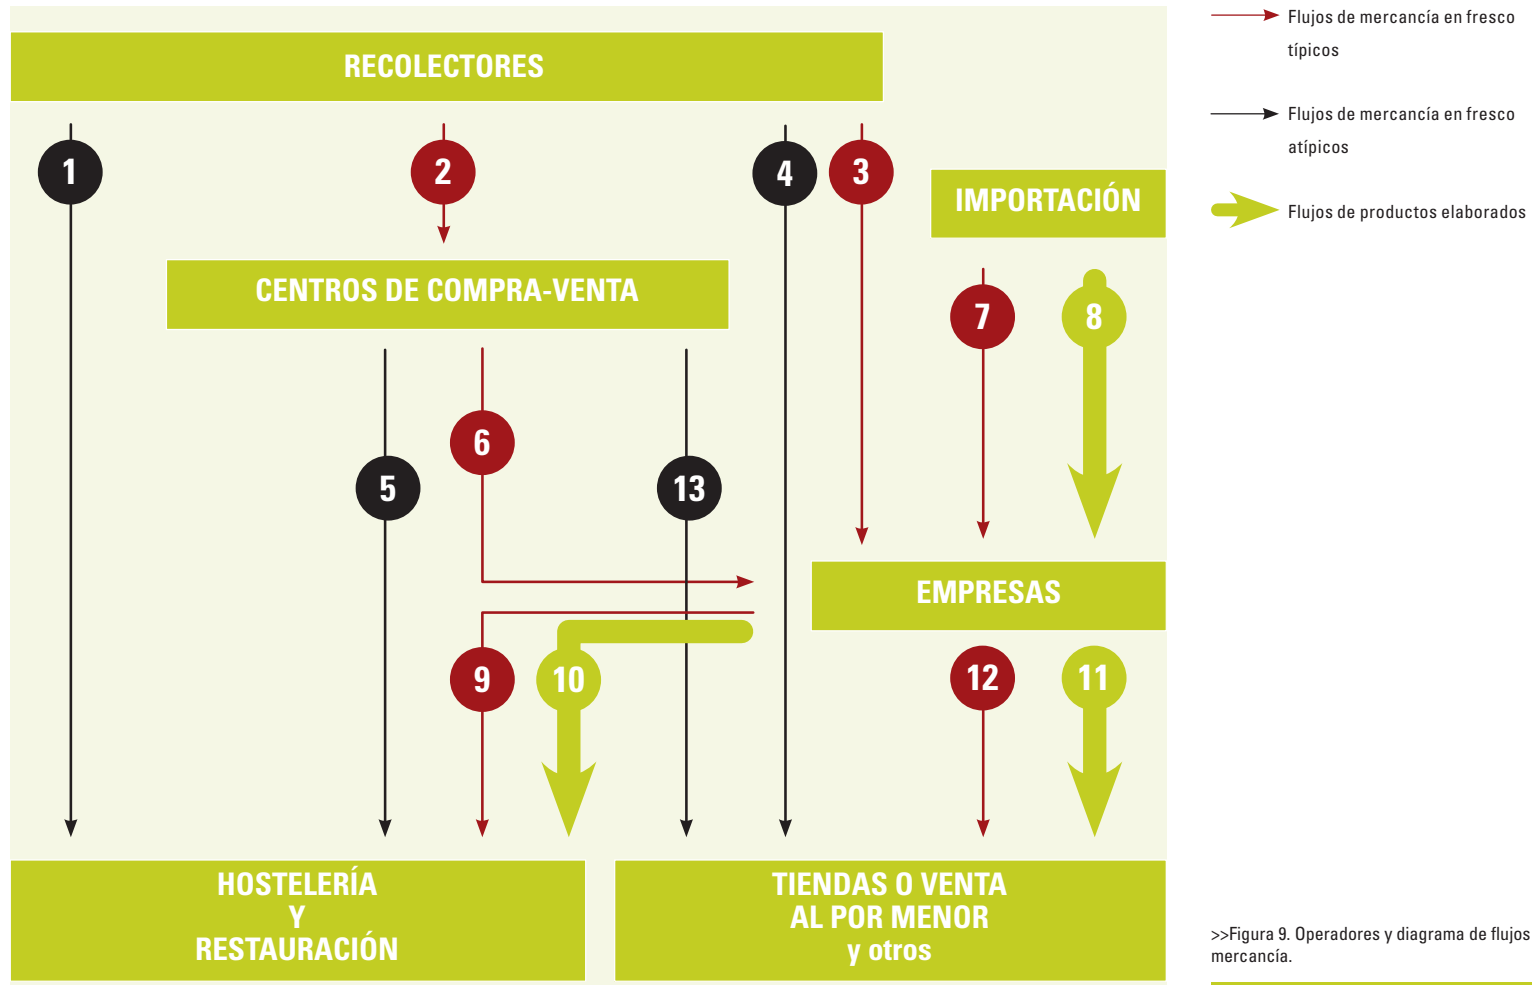 RECOLECTORES
1
2
4
3
IMPORTACIÓN
CENTROS DE COMPRA-VENTA
7
8
6
5
13
EMPRESAS
9
10
12
11
HOSTELERÍA
Y
RESTAURACIÓN
TIENDAS O VENTA
AL POR MENOR
y otros
Flujos de mercancía en fresco
típicos
Flujos de mercancía en fresco
atípicos
Flujos de productos elaborados
>>Figura 9. Operadores y diagrama de flujos
mercancía.